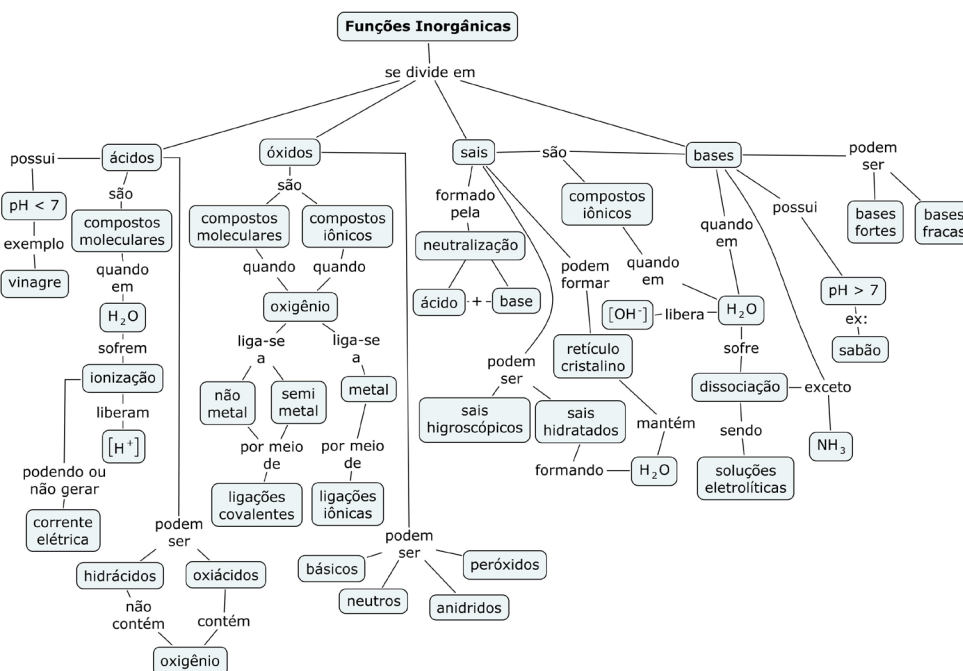 Funções Inorgânicas
se divide em
possui
ácidos
óxidos
sais
são
bases
podem
ser
pH < 7
exemplo
vinagre
são
compostos
moleculares
quando
em
H₂O
sofrem
ionização
liberam
[H⁺]
podendo ou
não gerar
corrente
elétrica
podem
ser
hidrácidos
oxiácidos
não
contém
contém
oxigênio
são
compostos
moleculares
compostos
iônicos
quando
quando
oxigênio
liga-se
a
liga-se
a
não
metal
semi
metal
metal
por meio
de
por meio
de
ligações
covalentes
ligações
iônicas
podem
ser
básicos
neutros
anidridos
peróxidos
formado
pela
neutralização
ácido
+
base
podem
formar
retículo
cristalino
mantém
podem
ser
sais
higroscópicos
sais
hidratados
formando
H₂O
compostos
iônicos
quando
em
quando
em
[OH⁻]
libera
H₂O
sofre
dissociação
exceto
NH₃
sendo
soluções
eletrolíticas
possui
pH > 7
ex:
sabão
bases
fortes
bases
fracas